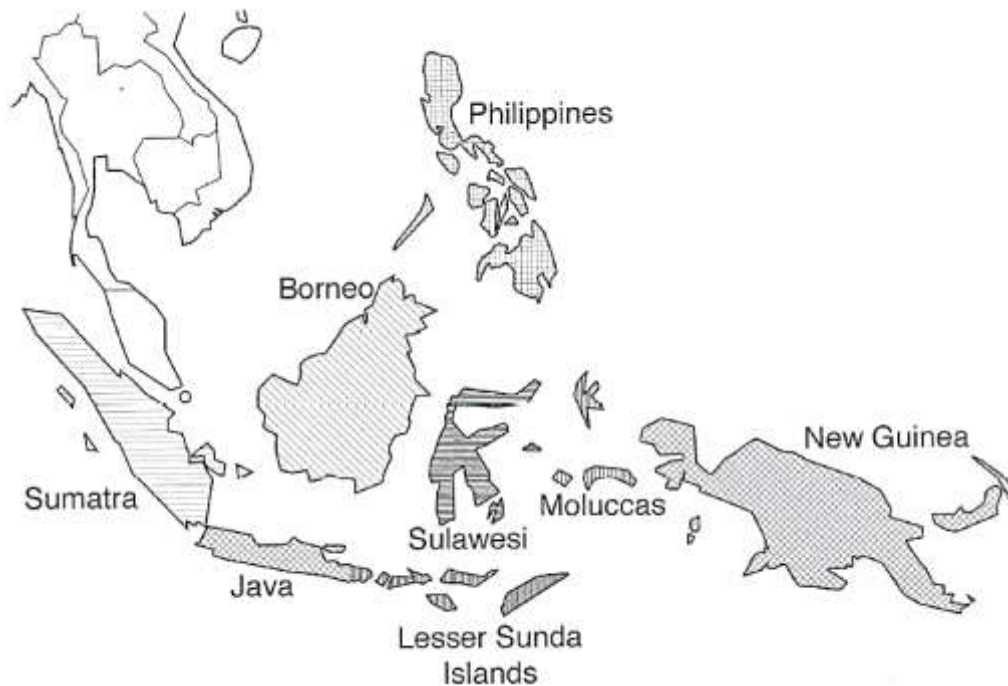 Philippines
Borneo
New Guinea
Sumatra
Moluccas
Sulawesi
Java
Lesser Sunda
Islands